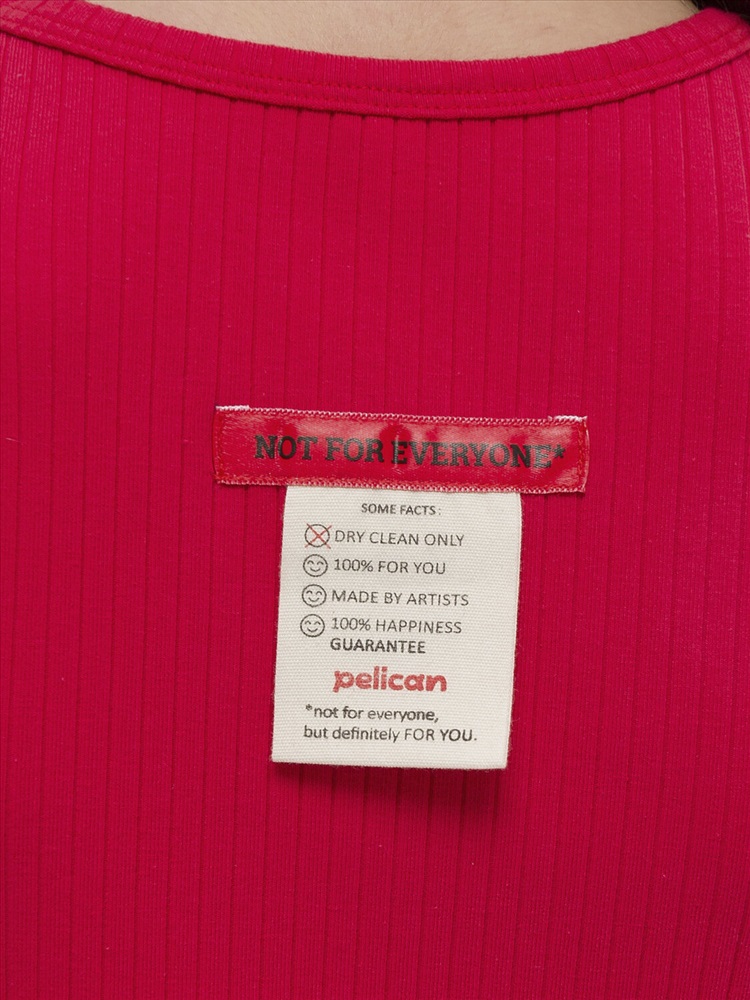 NOT FOR EVERYONE*
SOME FACTS:
DRY CLEAN ONLY
100% FOR YOU
MADE BY ARTISTS
100% HAPPINESS
GUARANTEE
pelican
*not for everyone,
but definitely FOR YOU.